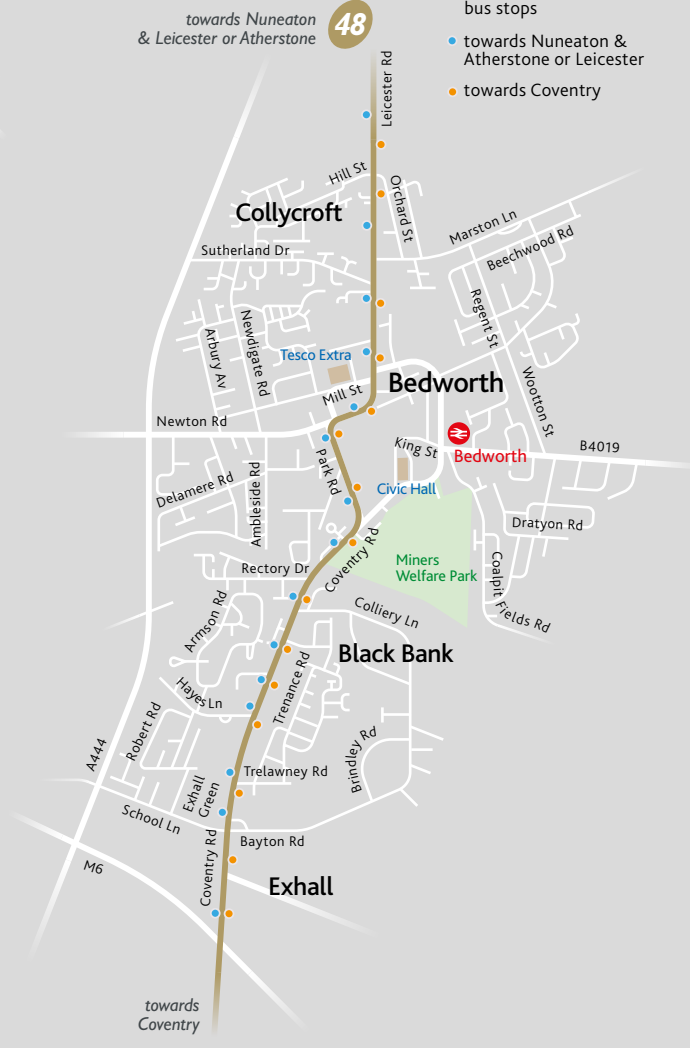 towards Nuneaton
& Leicester or Atherstone
48
bus stops
towards Nuneaton &
Atherstone or Leicester
towards Coventry
Leicester Rd
Hill St
Orchard St
Collycroft
Marston Ln
Sutherland Dr
Beechwood Rd
Regent St
Newdigate Rd
Arbury Av
Tesco Extra
Bedworth
Mill St
Wootton St
Newton Rd
King St
Bedworth
B4019
Park Rd
Delamere Rd
Ambleside Rd
Civic Hall
Dratyon Rd
Coventry Rd
Miners
Welfare Park
Rectory Dr
Coalpit Fields Rd
Armson Rd
Colliery Ln
Black Bank
Trenance Rd
Hayes Ln
Robert Rd
Brindley Rd
A444
Trelawney Rd
Exhall
Green
School Ln
Coventry Rd
Bayton Rd
M6
Exhall
towards
Coventry